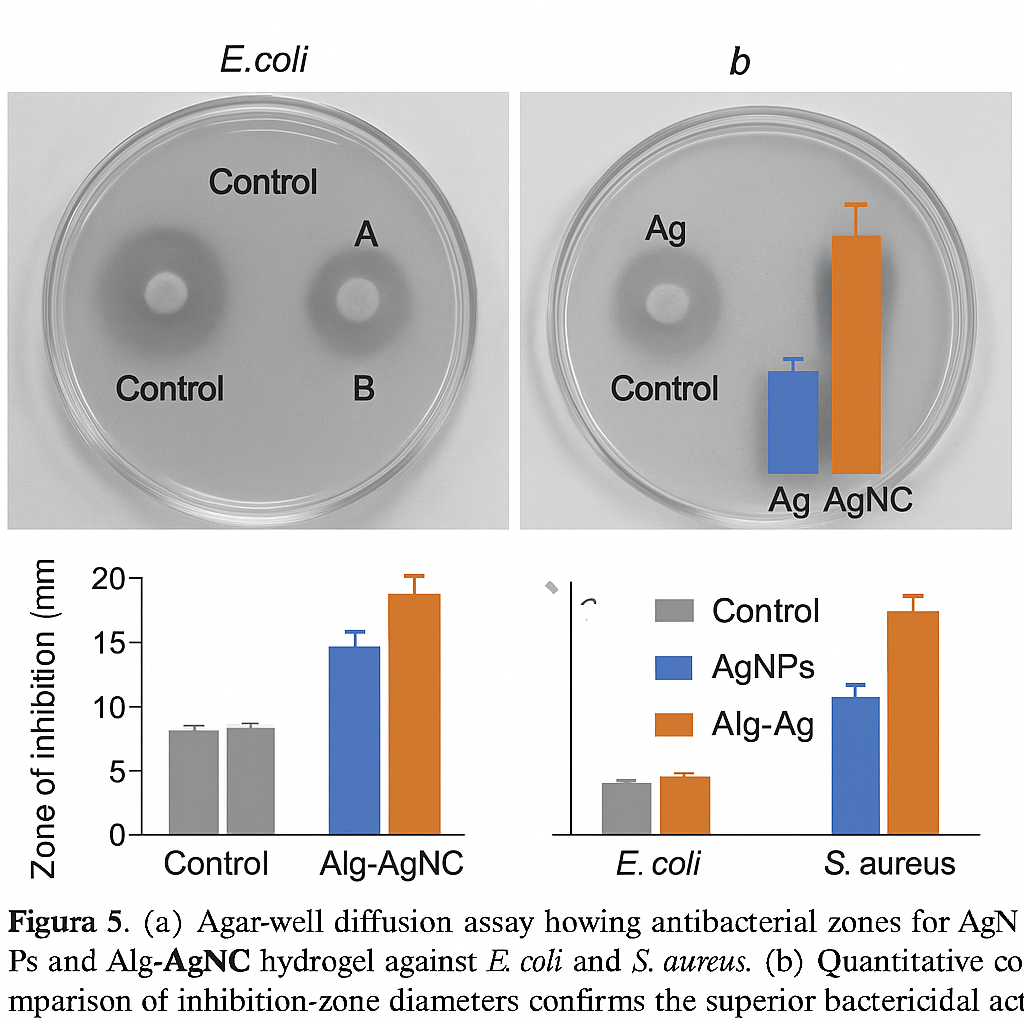 E.coli
b
Control
A
Control
B
Ag
Control
Ag AgNC
Zone of inhibition (mm
20
15
10
5
0
Control Alg-AgNC
Control
AgNPs
Alg-Ag
E. coli S. aureus
Figura 5. (a) Agar-well diffusion assay howing antibacterial zones for AgN
Ps and Alg-AgNC hydrogel against E. coli and S. aureus. (b) Quantitative co
mparison of inhibition-zone diameters confirms the superior bactericidal act